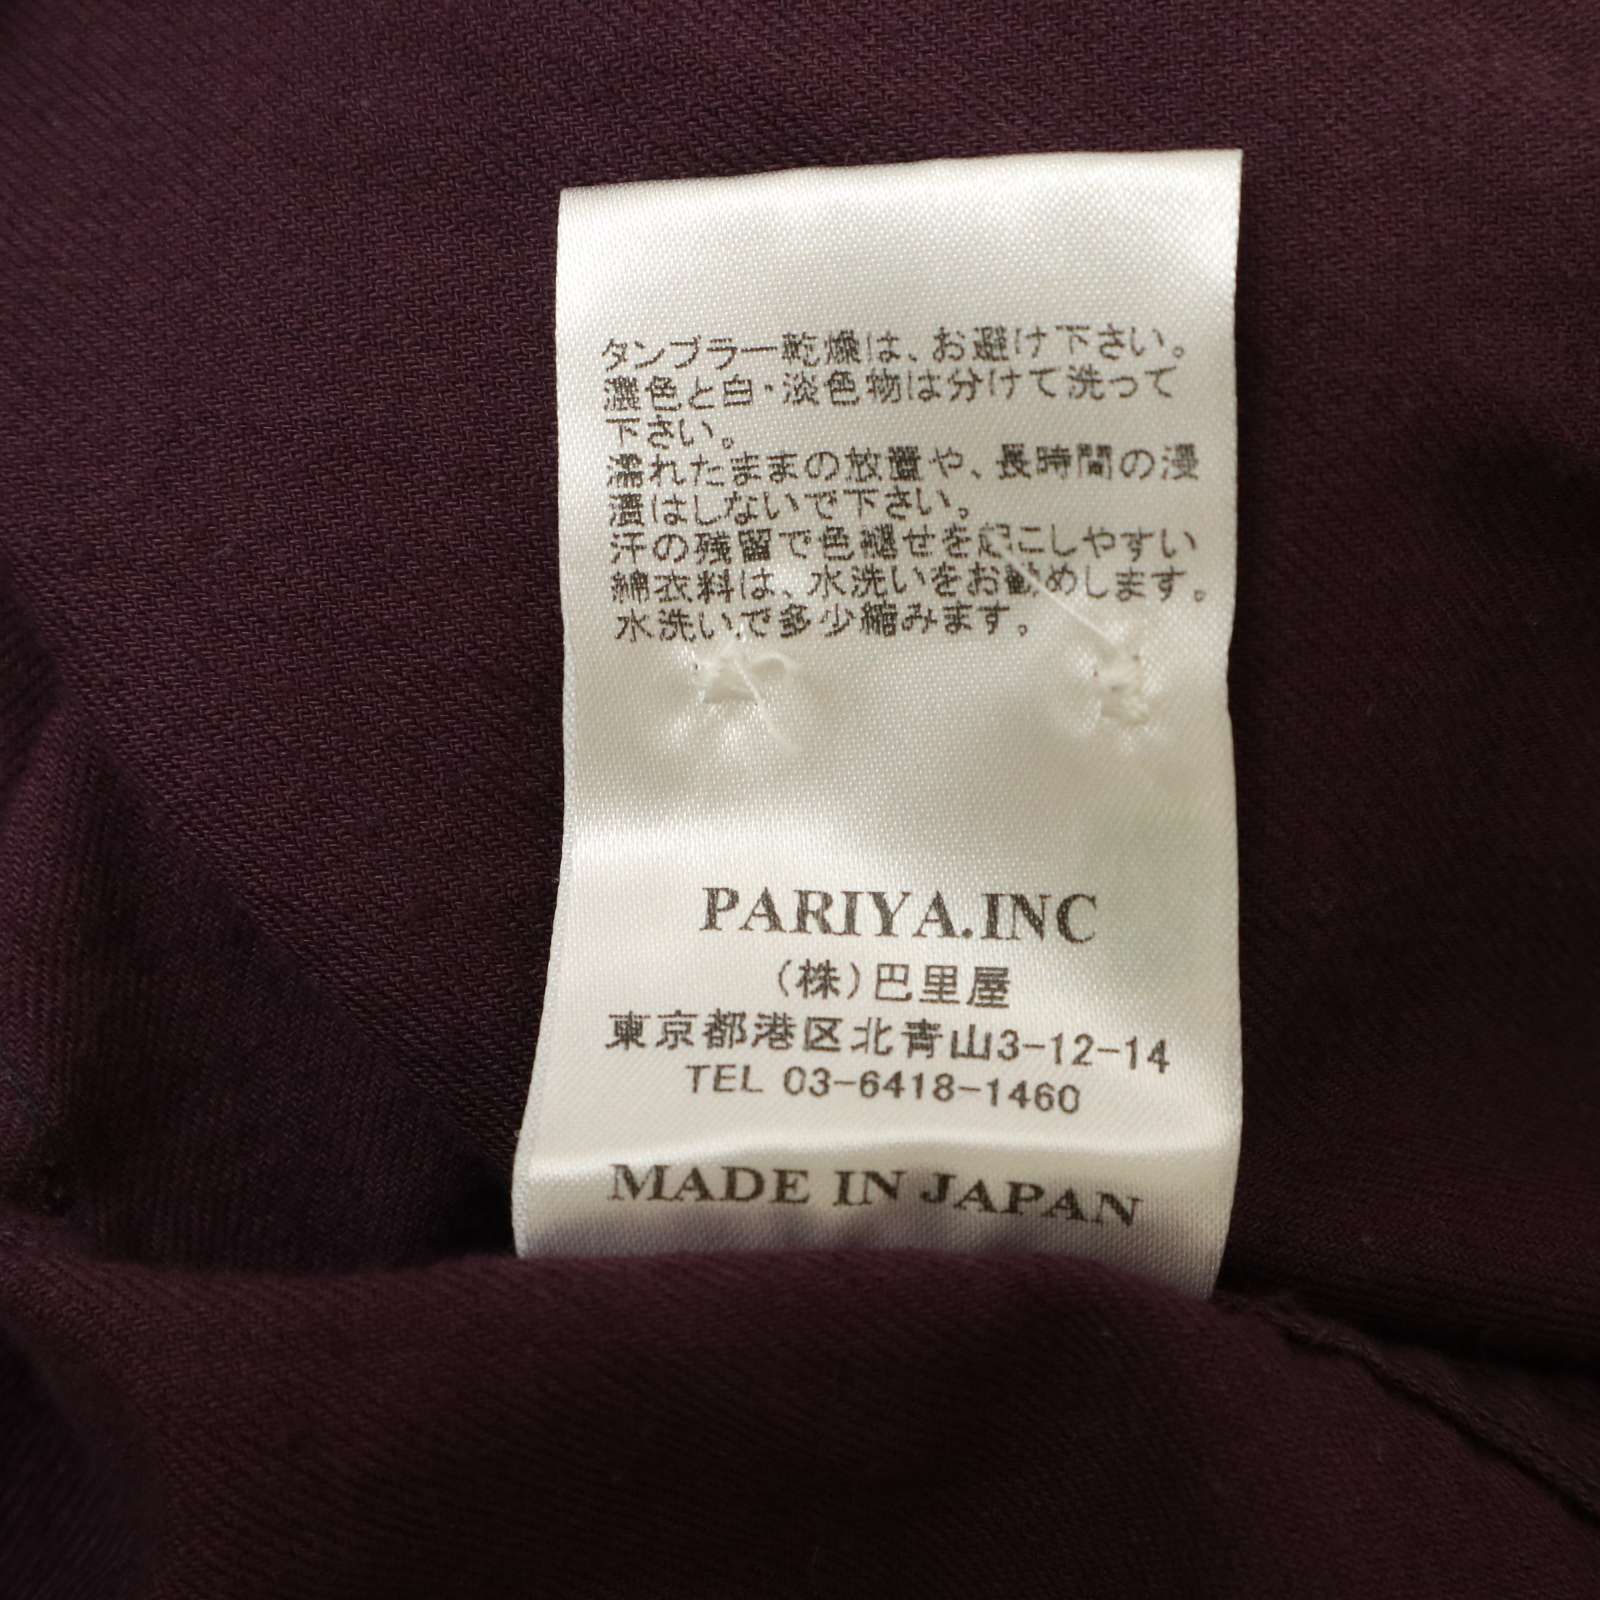 タンブラー乾燥は、お避け下さい。
濃色と白・淡色物は分けて洗って
下さい。
濡れたままの放置や、長時間の浸
漬はしないで下さい。
汗の残留で色褪せを起こしやすい
綿衣料は、水洗いをお勧めします。
水洗いで多少縮みます。
PARIYA.INC
(株)巴里屋
東京都港区北青山3-12-14
TEL 03-6418-1460
MADE IN JAPAN